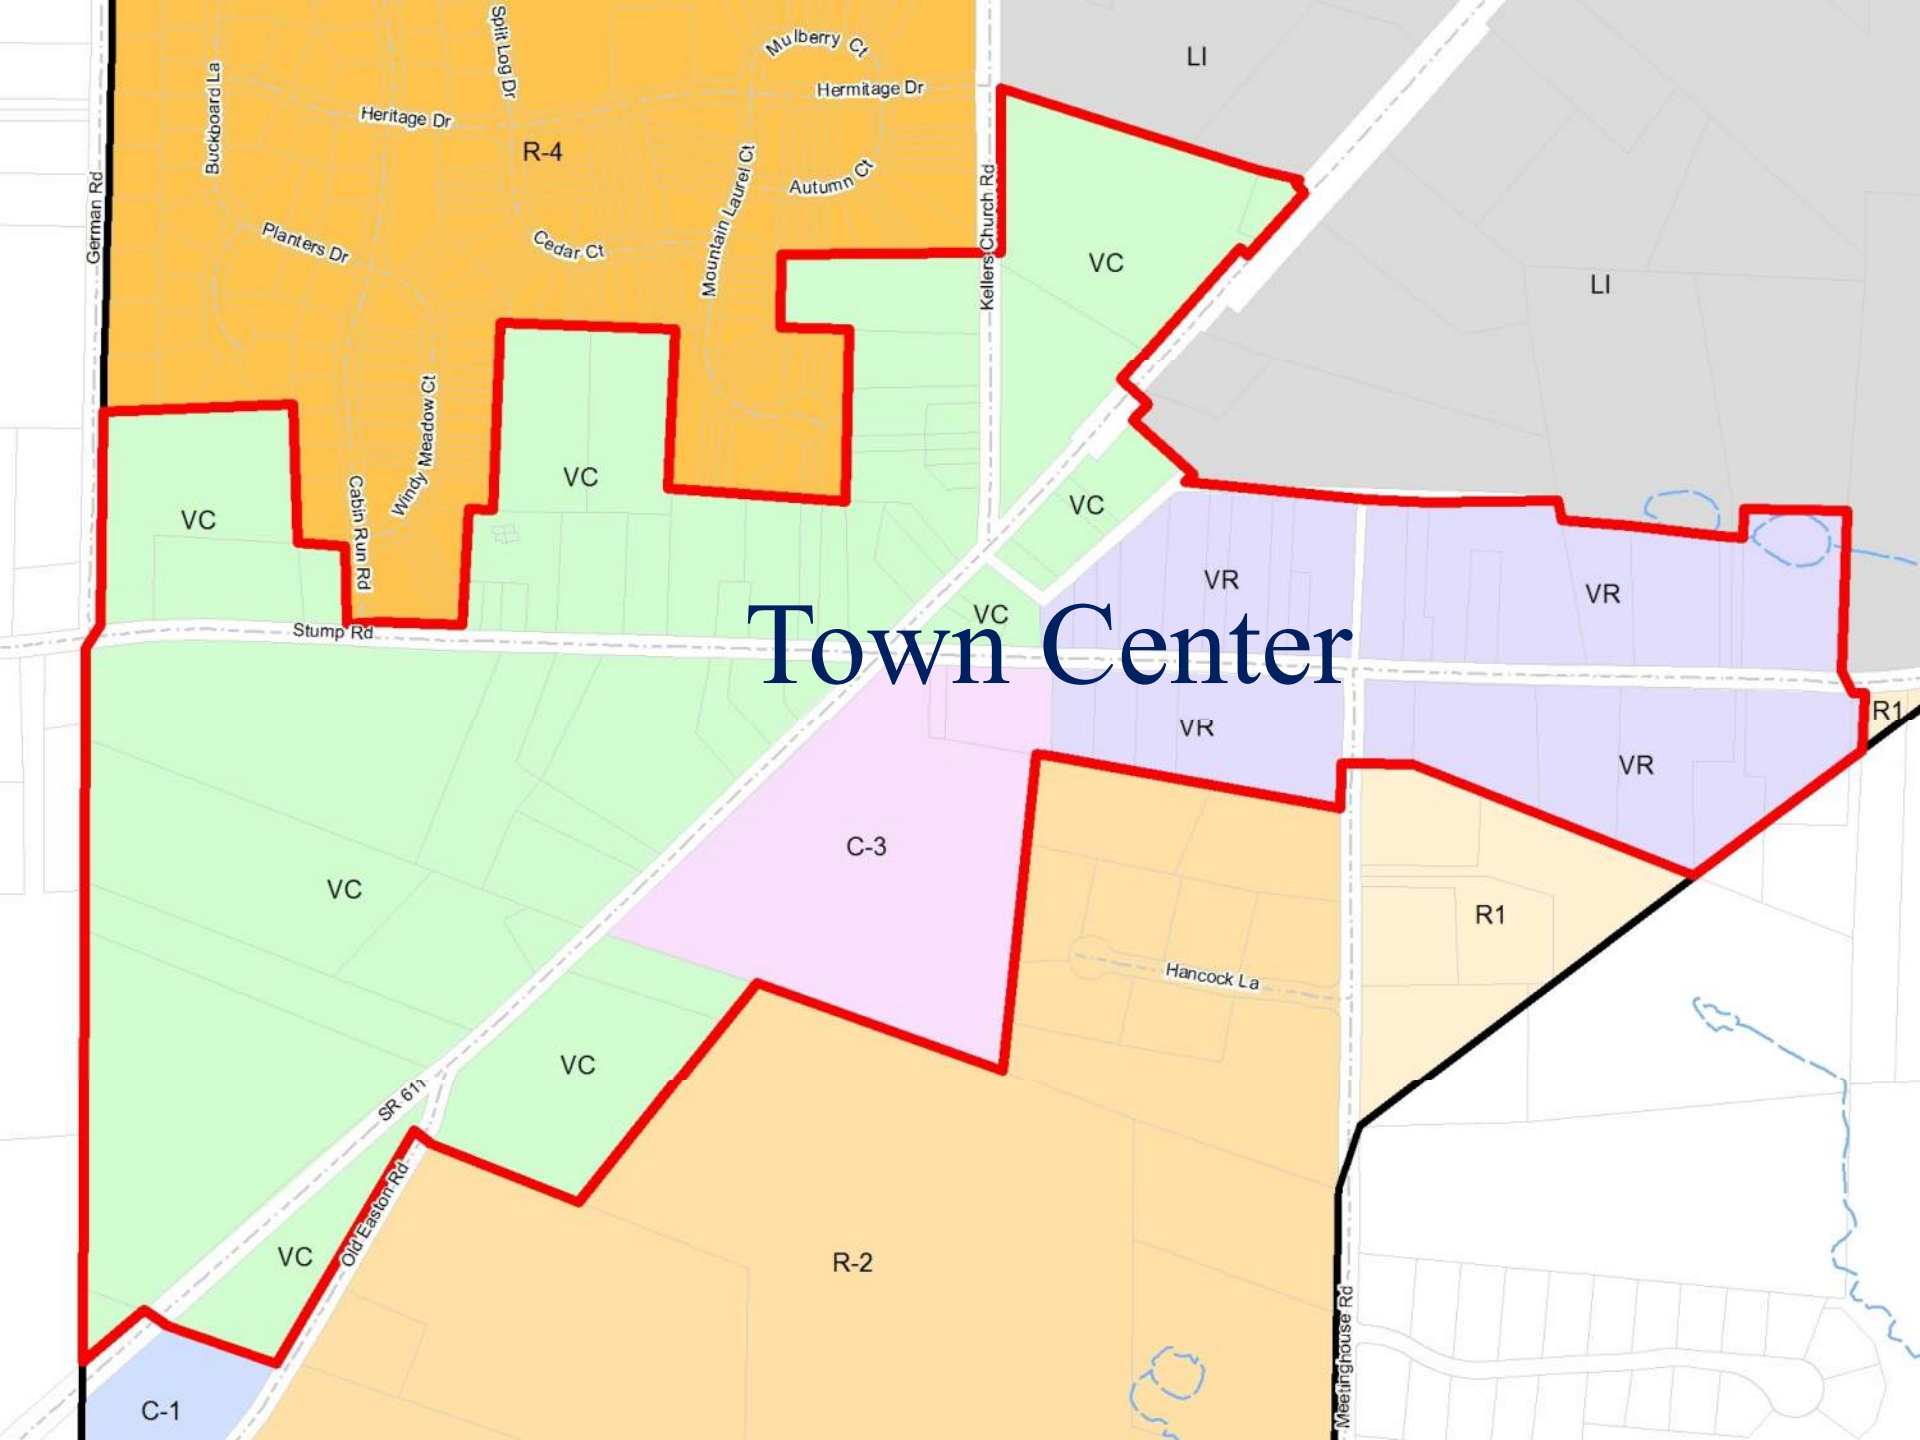 Mulberry Ct
Split Log Dr
LI
Buckboard La
Hermitage Dr
Heritage Dr
R-4
Mountain Laurel Ct
Autumn Ct
Kellers Church Rd
German Rd
Planters Dr
Cedar Ct
VC
LI
Windy Meadow Ct
VC
VC
VC
Cabin Run Rd
VR
VR
VC
Stump Rd
Town Center
R1
VR
VR
C-3
VC
R1
Hancock La
VC
SR 611
Old Easton Rd
VC
R-2
Meetinghouse Rd
C-1